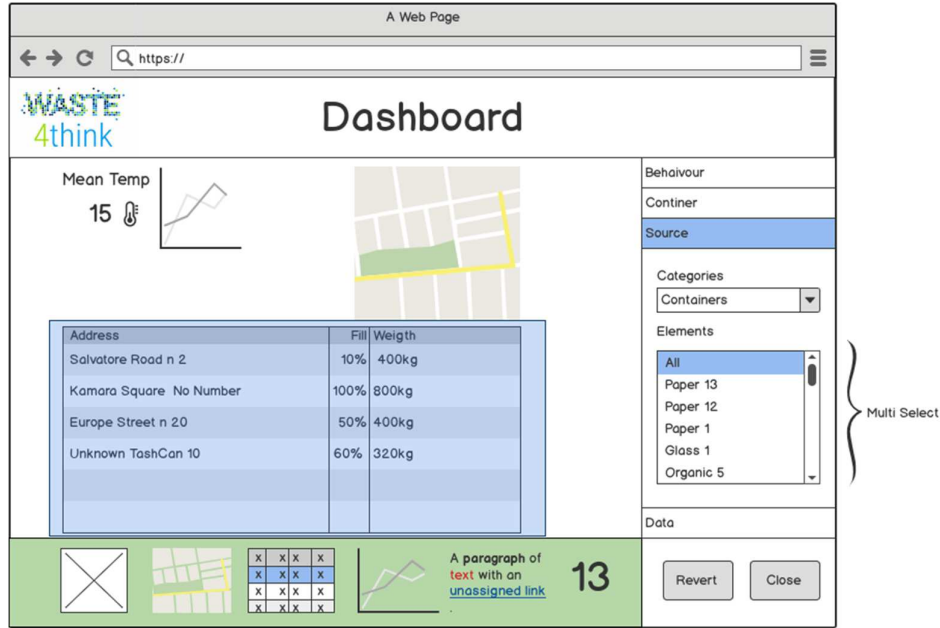 A Web Page
https://
WASTE
4think
Dashboard
Mean Temp
15
Behaivour
Continer
Source
Categories
Containers
Elements
All
Paper 13
Paper 12
Paper 1
Glass 1
Organic 5
Multi Select
Data
Address Fill Weigth
Salvatore Road n 2 10% 400kg
Kamara Square No Number 100% 800kg
Europe Street n 20 50% 400kg
Unknown TashCan 10 60% 320kg
X X X X
X X X X
X X X X
X X X X
A paragraph of
text with an
unassigned link
.
13
Revert
Close